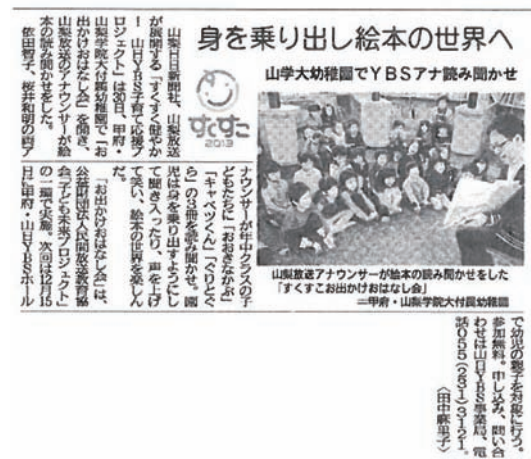 身を乗り出し絵本の世界へ
山学大幼稚園でYBSアナ読み聞かせ
すくすこ
2013
山梨日日新聞社、山梨放送
が展開する「すくすく健やか
！ 山日YBS子育て応援プ
ロジェクト」は30日、甲府・
山梨学院大付属幼稚園で「お
出かけおはなし会」を開き、
山梨放送のアナウンサーが絵
本の読み聞かせをした。
依田智子、桜井和明の両ア
ナウンサーが年中クラスの子
どもたちに「おおきなかぶ」
「キャベツくん」「ぐりとぐ
ら」の3冊を読み聞かせ。園
児は身を乗り出すようにし
て聞き入ったり、声を上げ
て笑い、絵本の世界を楽しん
だ。
「お出かけおはなし会」は、
公益財団法人民間放送教育協
会「子ども未来プロジェクト」
の一環で実施。次回は12月15
日に甲府・山日YBSホール
で幼児の親子を対象に行う。
参加無料。申し込み、問い合
わせは山日YBS事業局、電
話055(231)3121。
〈田中麻里子〉
山梨放送アナウンサーが絵本の読み聞かせをした
「すくすこお出かけおはなし会」
＝甲府・山梨学院大付属幼稚園